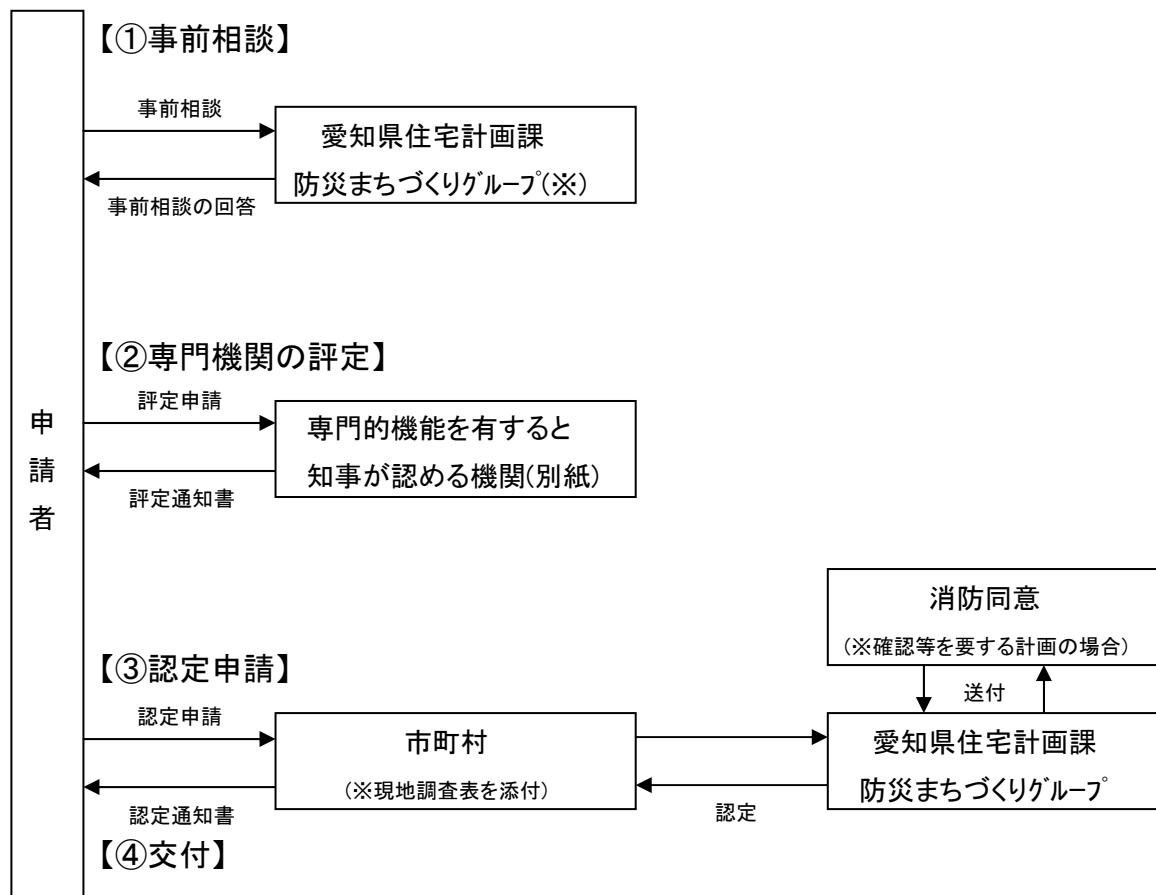 【①事前相談】
事前相談
愛知県住宅計画課
防災まちづくりｸﾞﾙｰﾌﾟ(※)
事前相談の回答
【②専門機関の評定】
評定申請
専門的機能を有すると
知事が認める機関(別紙)
評定通知書
申
請
者
消防同意
(※確認等を要する計画の場合)
送付
【③認定申請】
認定申請
市町村
(※現地調査表を添付)
認定通知書
愛知県住宅計画課
防災まちづくりｸﾞﾙｰﾌﾟ
認定
【④交付】